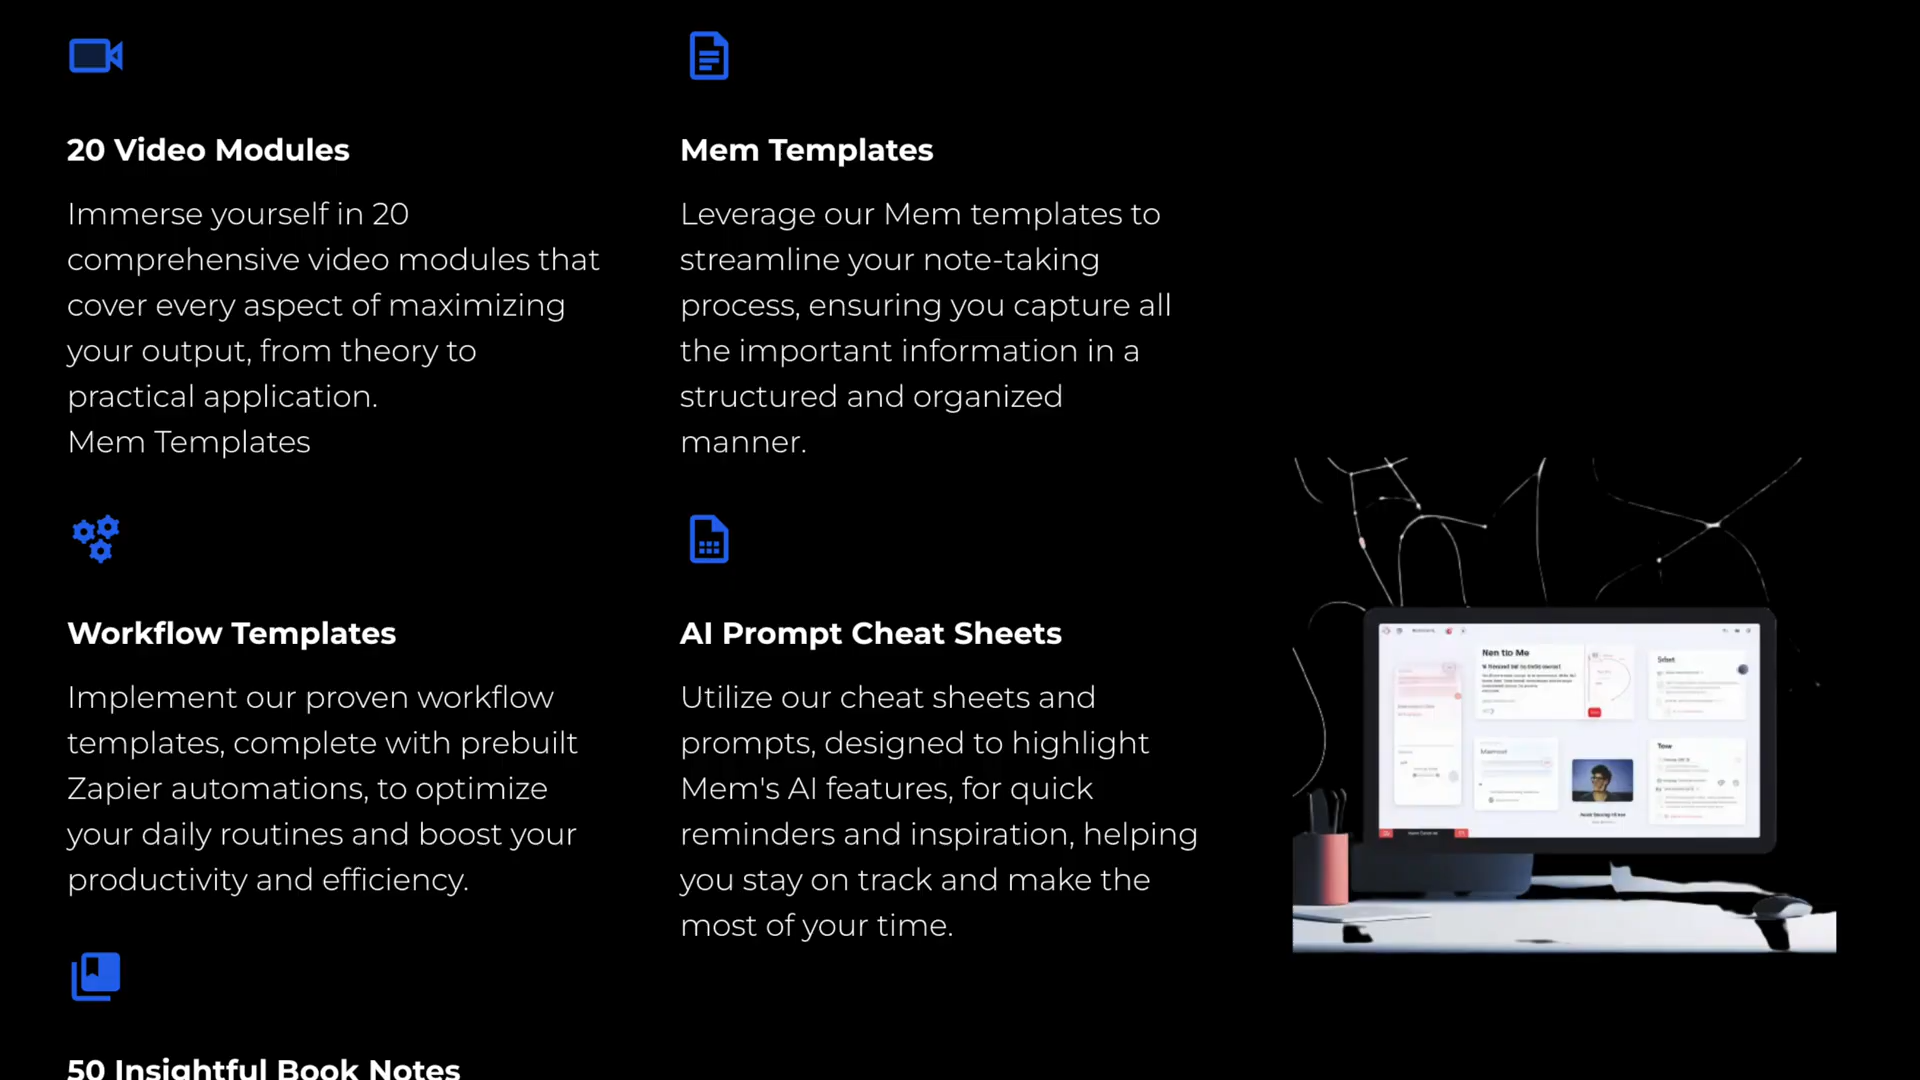 20 Video Modules
Immerse yourself in 20
comprehensive video modules that
cover every aspect of maximizing
your output, from theory to
practical application.
Mem Templates
Mem Templates
Leverage our Mem templates to
streamline your note-taking
process, ensuring you capture all
the important information in a
structured and organized
manner.
Workflow Templates
Implement our proven workflow
templates, complete with prebuilt
Zapier automations, to optimize
your daily routines and boost your
productivity and efficiency.
AI Prompt Cheat Sheets
Utilize our cheat sheets and
prompts, designed to highlight
Mem's AI features, for quick
reminders and inspiration, helping
you stay on track and make the
most of your time.
50 Insightful Book Notes
Nen tio Me